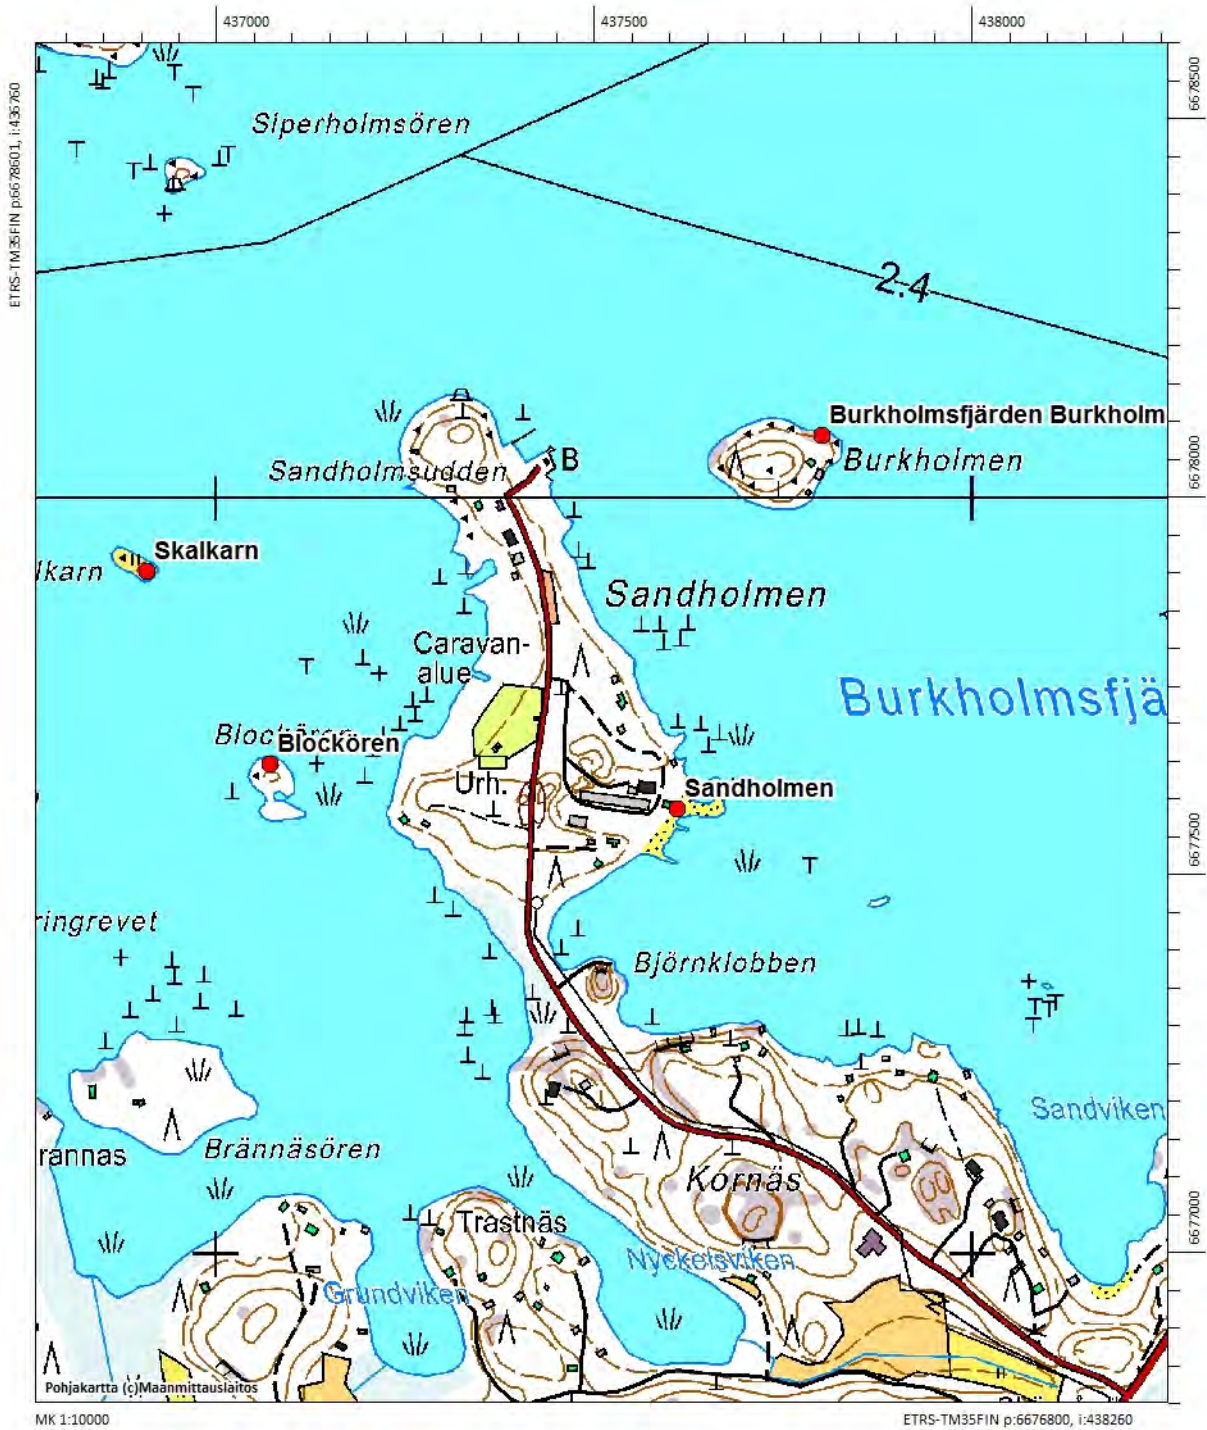 437000
437500
438000
ETRS-TM35FIN p:6678601, i:436760
6678500
Siperholmsören
2.4
Burkholmsfjärden Burkholm
Sandholmsudden
B
Burkholmen
6678000
Skalkarn
lkarn
Sandholmen
Caravan-
alue
Burkholmsfjä
Blockören
Blockören
Urh.
Sandholmen
6677500
ringrevet
Björnklobben
Sandviken
rannas
Brännäsören
Kornäs
Trastnäs
6677000
Nyckelsviken
Grundviken
Pohjakartta (c)Maanmittauslaitos
MK 1:10000
ETRS-TM35FIN p:6676800, i:438260